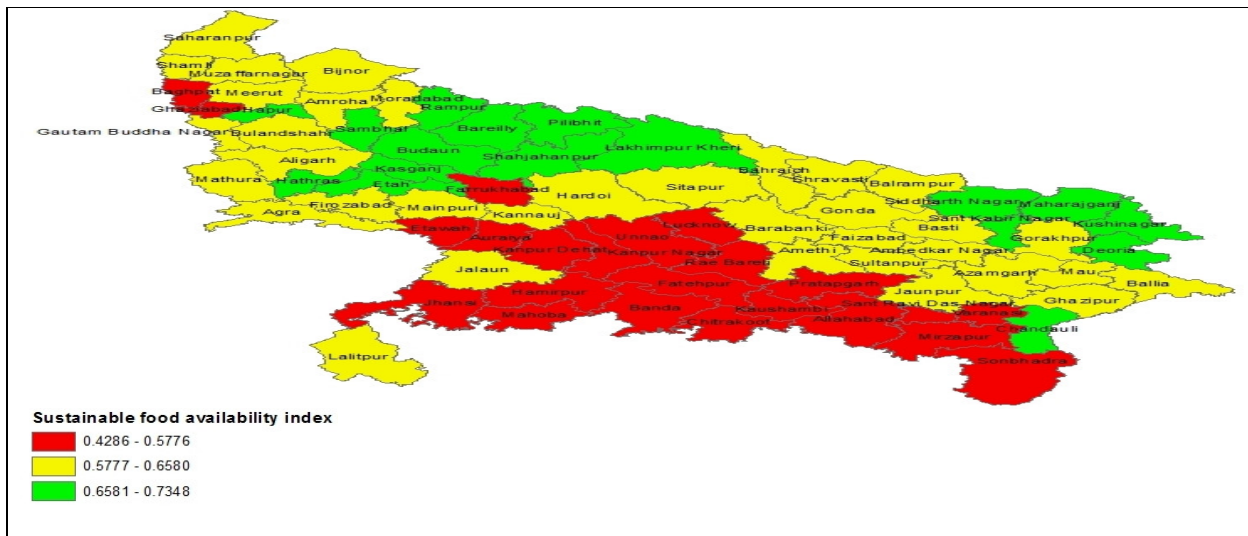 Saharanpur
Shamli
Muzaffarnagar
Bijnor
Baghpat
Meerut
Amroha
Moradabad
Ghaziabad
Hapur
Rampur
Gautam Buddha Nagar
Bulandshahr
Sambhal
Bareilly
Pilibhit
Budaun
Lakhimpur Kheri
Aligarh
Shahjahanpur
Mathura
Kasganj
Bahraich
Hathras
Etah
Farrukhabad
Shravasti
Hardoi
Sitapur
Balrampur
Agra
Firozabad
Mainpuri
Siddharth Nagar
Maharajganj
Kannauj
Gonda
Sant Kabir Nagar
Kushinagar
Etawah
Lucknow
Barabanki
Basti
Auraiya
Unnao
Faizabad
Gorakhpur
Kanpur Dehat
Kanpur Nagar
Amethi
Ambedkar Nagar
Deoria
Rae Bareli
Sultanpur
Jalaun
Azamgarh
Mau
Fatehpur
Pratapgarh
Ballia
Hamirpur
Jaunpur
Jhansi
Banda
Kaushambi
Sant Ravi Das Nagar
Ghazipur
Mahoba
Chitrakoot
Allahabad
Varanasi
Chandauli
Mirzapur
Lalitpur
Sonbhadra
Sustainable food availability index
0.4286 - 0.5776
0.5777 - 0.6580
0.6581 - 0.7348